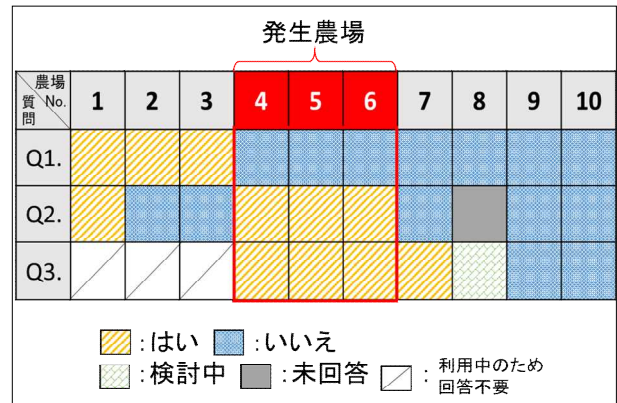 発生農場
農場
質 No.
問
1 2 3 4 5 6 7 8 9 10
Q1.
Q2.
Q3.
:はい :いいえ
:検討中 :未回答 :利用中のため
回答不要